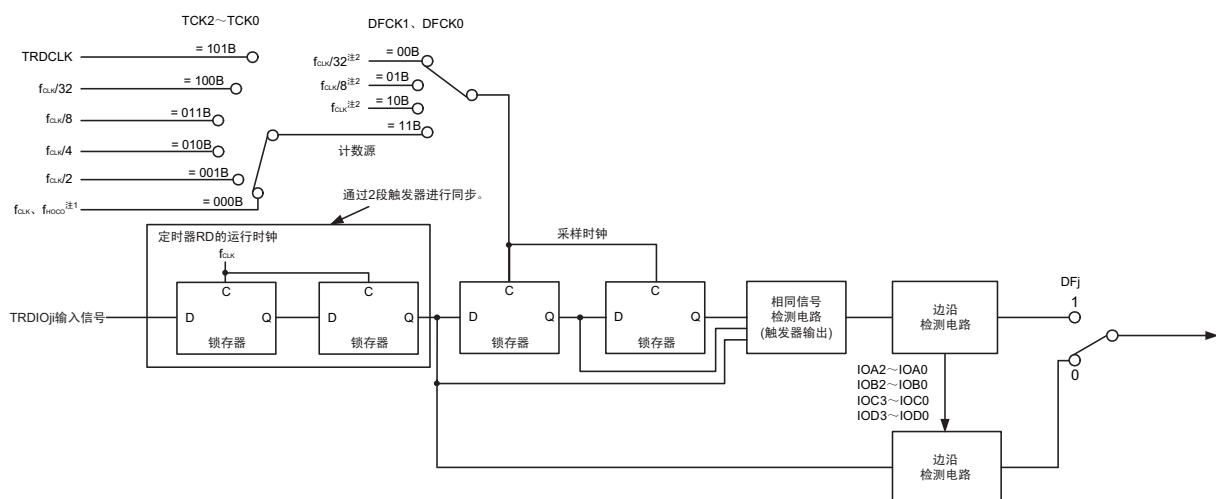 TCK2～TCK0
DFCK1、DFCK0
TRDCLK
= 101B
fCLK/32
= 100B
fCLK/8
= 011B
fCLK/4
= 010B
fCLK/2
= 001B
fCLK、fHOCO注1
= 000B
fCLK/32注2
= 00B
fCLK/8注2
= 01B
fCLK注2
= 10B
= 11B
计数源
通过2段触发器进行同步。
定时器RD的运行时钟
fCLK
采样时钟
TRDIOji输入信号
C
D
Q
锁存器
C
D
Q
锁存器
C
D
Q
锁存器
C
D
Q
锁存器
相同信号
检测电路
(触发器输出)
边沿
检测电路
DFj
1
0
IOA2～IOA0
IOB2～IOB0
IOC3～IOC0
IOD3～IOD0
边沿
检测电路